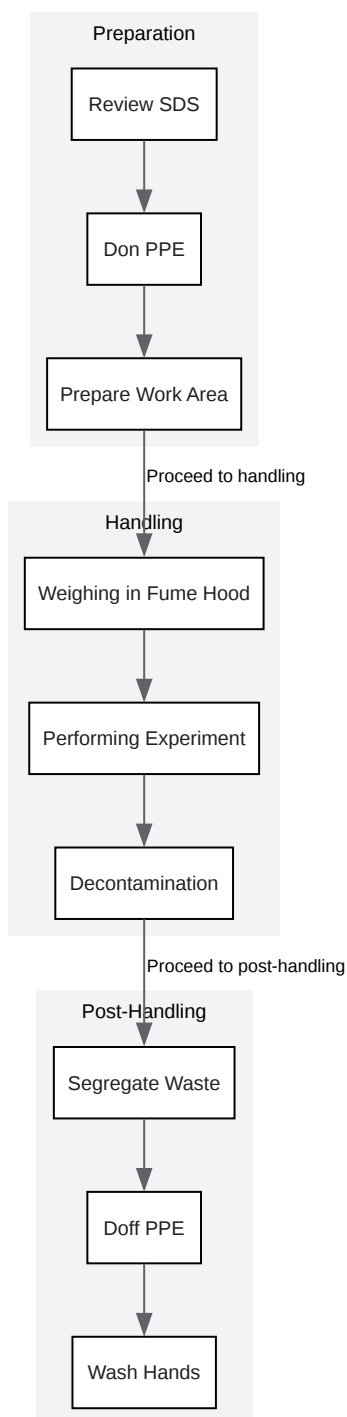 Preparation
Review SDS
Don PPE
Prepare Work Area
Proceed to handling
Handling
Weighing in Fume Hood
Performing Experiment
Decontamination
Proceed to post-handling
Post-Handling
Segregate Waste
Doff PPE
Wash Hands